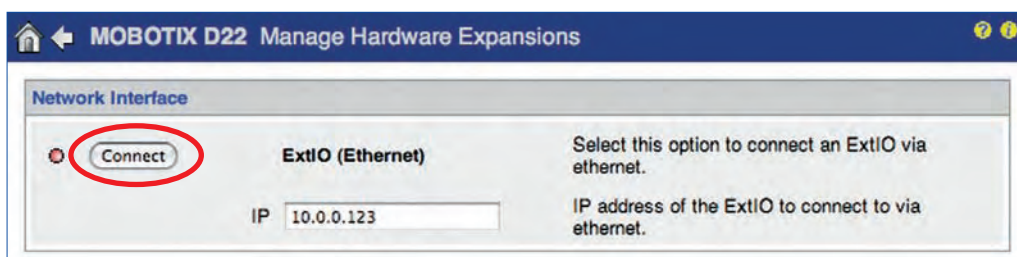 MOBOTIX D22 Manage Hardware Expansions
Network Interface
Connect
ExtIO (Ethernet)
Select this option to connect an ExtIO via
ethernet.
IP
10.0.0.123
IP address of the ExtIO to connect to via
ethernet.